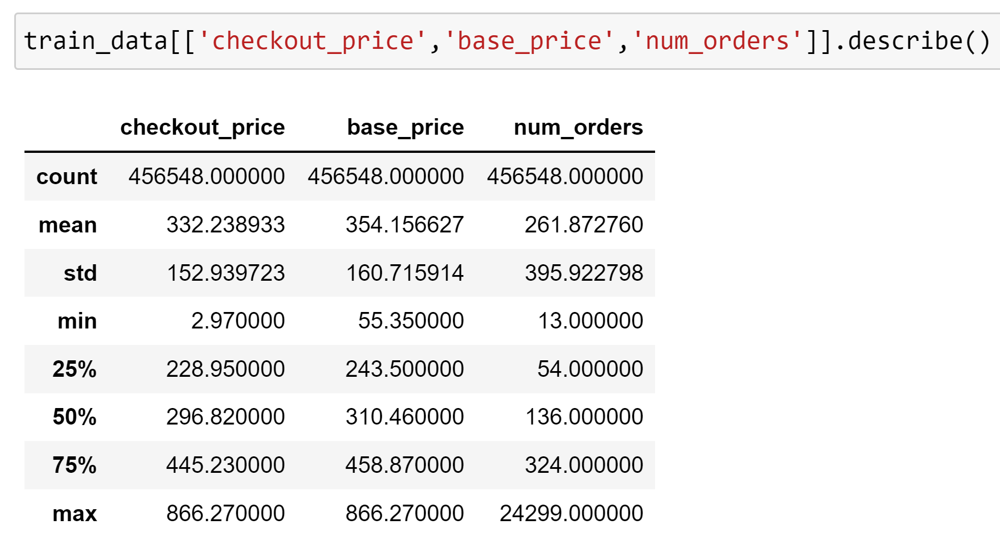 train_data[['checkout_price','base_price','num_orders']].describe()
checkout_price base_price num_orders
count 456548.000000 456548.000000 456548.000000
mean 332.238933 354.156627 261.872760
std 152.939723 160.715914 395.922798
min 2.970000 55.350000 13.000000
25% 228.950000 243.500000 54.000000
50% 296.820000 310.460000 136.000000
75% 445.230000 458.870000 324.000000
max 866.270000 866.270000 24299.000000